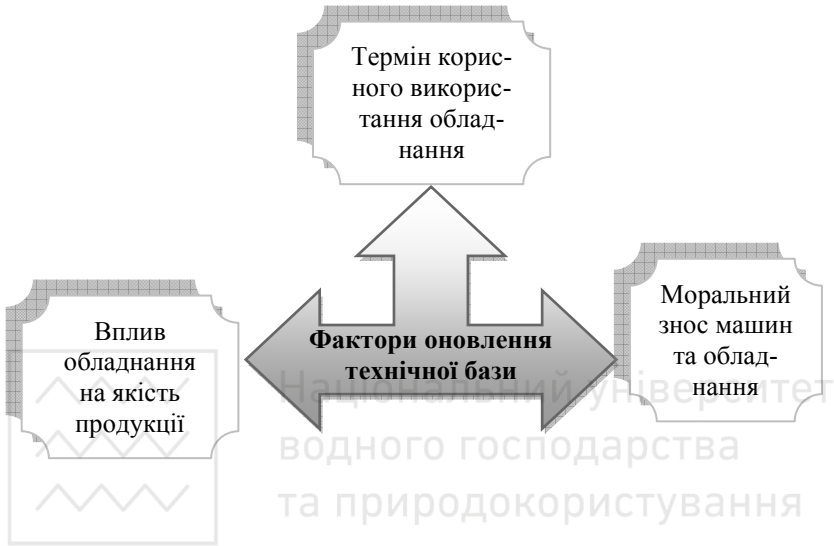 Термін корис-
ного викорис-
тання облад-
нання
Моральний
знос машин
та облад-
нання
Вплив
обладнання
на якість
продукції
Фактори оновлення
технічної бази
Національний університет
водного господарства
та природокористування